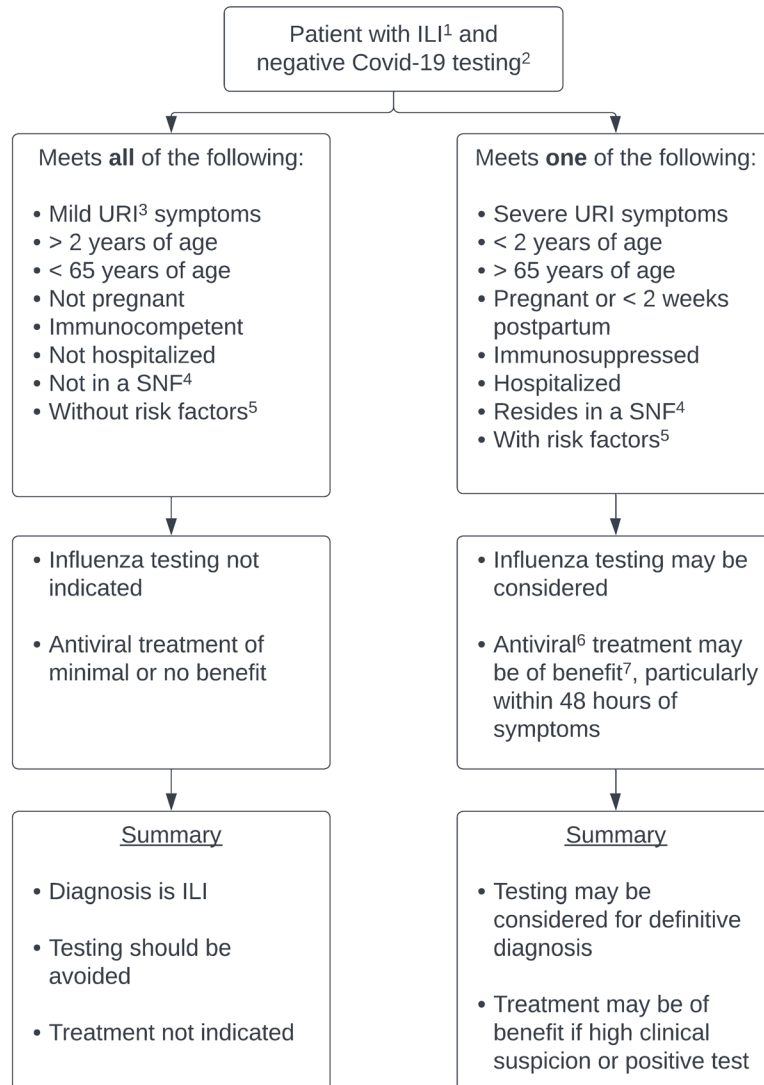 Patient with ILI¹ and
negative Covid-19 testing²
Meets all of the following:
• Mild URI³ symptoms
• > 2 years of age
• < 65 years of age
• Not pregnant
• Immunocompetent
• Not hospitalized
• Not in a SNF⁴
• Without risk factors⁵
Meets one of the following:
• Severe URI symptoms
• < 2 years of age
• > 65 years of age
• Pregnant or < 2 weeks
postpartum
• Immunosuppressed
• Hospitalized
• Resides in a SNF⁴
• With risk factors⁵
• Influenza testing not
indicated
• Antiviral treatment of
minimal or no benefit
• Influenza testing may be
considered
• Antiviral⁶ treatment may
be of benefit⁷, particularly
within 48 hours of
symptoms
Summary
• Diagnosis is ILI
• Testing should be
avoided
• Treatment not indicated
Summary
• Testing may be
considered for definitive
diagnosis
• Treatment may be of
benefit if high clinical
suspicion or positive test